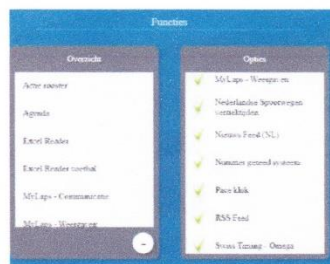 Functies
Overzicht
Actie rooster
Agenda
Excel Reader
Excel Reader voetbal
MyLaps - Communicator
MyLaps - Weergaven
Opties
MyLaps - Weergaven
Nederlandse Spoorwegen
vertrektijden
Nieuws Feed (NL)
Nummer gereed systeem
Pace klok
RSS Feed
Swiss Timing - Omega